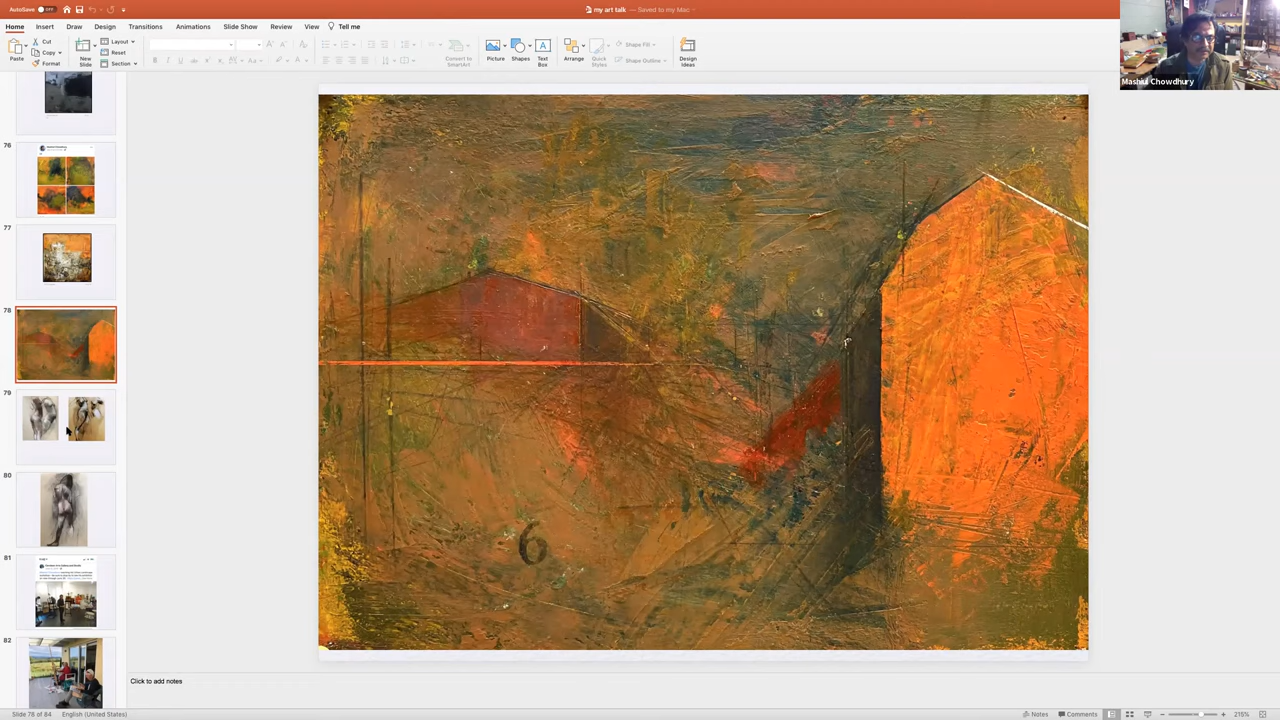 AutoSave OFF
my art talk — Saved to my Mac
Home Insert Draw Design Transitions Animations Slide Show Review View Tell me
Paste
Cut
Copy
Format
New Slide
Layout
Reset
Section
Convert to SmartArt
Picture
Shapes
Text Box
Arrange
Quick Styles
Shape Fill
Shape Outline
Design Ideas
Mashiul Chowdhury
76
77
78
79
80
81
82
6
Click to add notes
Slide 78 of 84 English (United States)
Notes Comments 215%